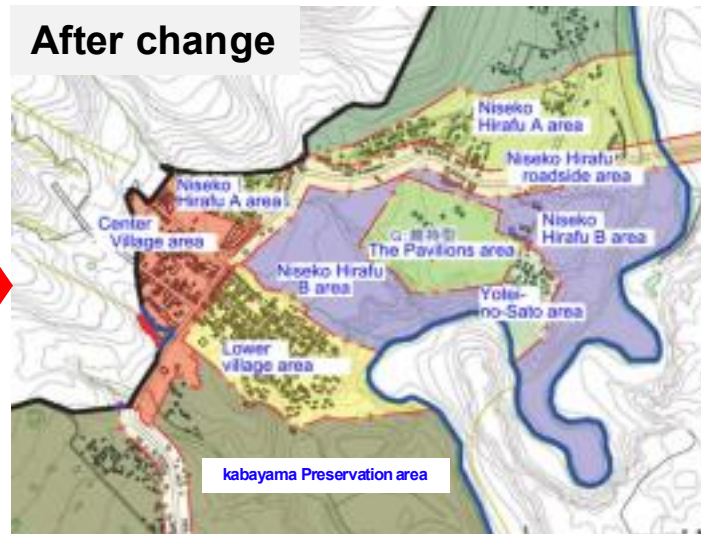 After change
Niseko
Hirafu A area
Niseko Hirafu
roadside area
Niseko
Hirafu A area
Center
Village area
Niseko
Hirafu B area
The Pavilions area
Niseko Hirafu
B area
Yotei-
no-Sato area
Lower
village area
kabayama Preservation area